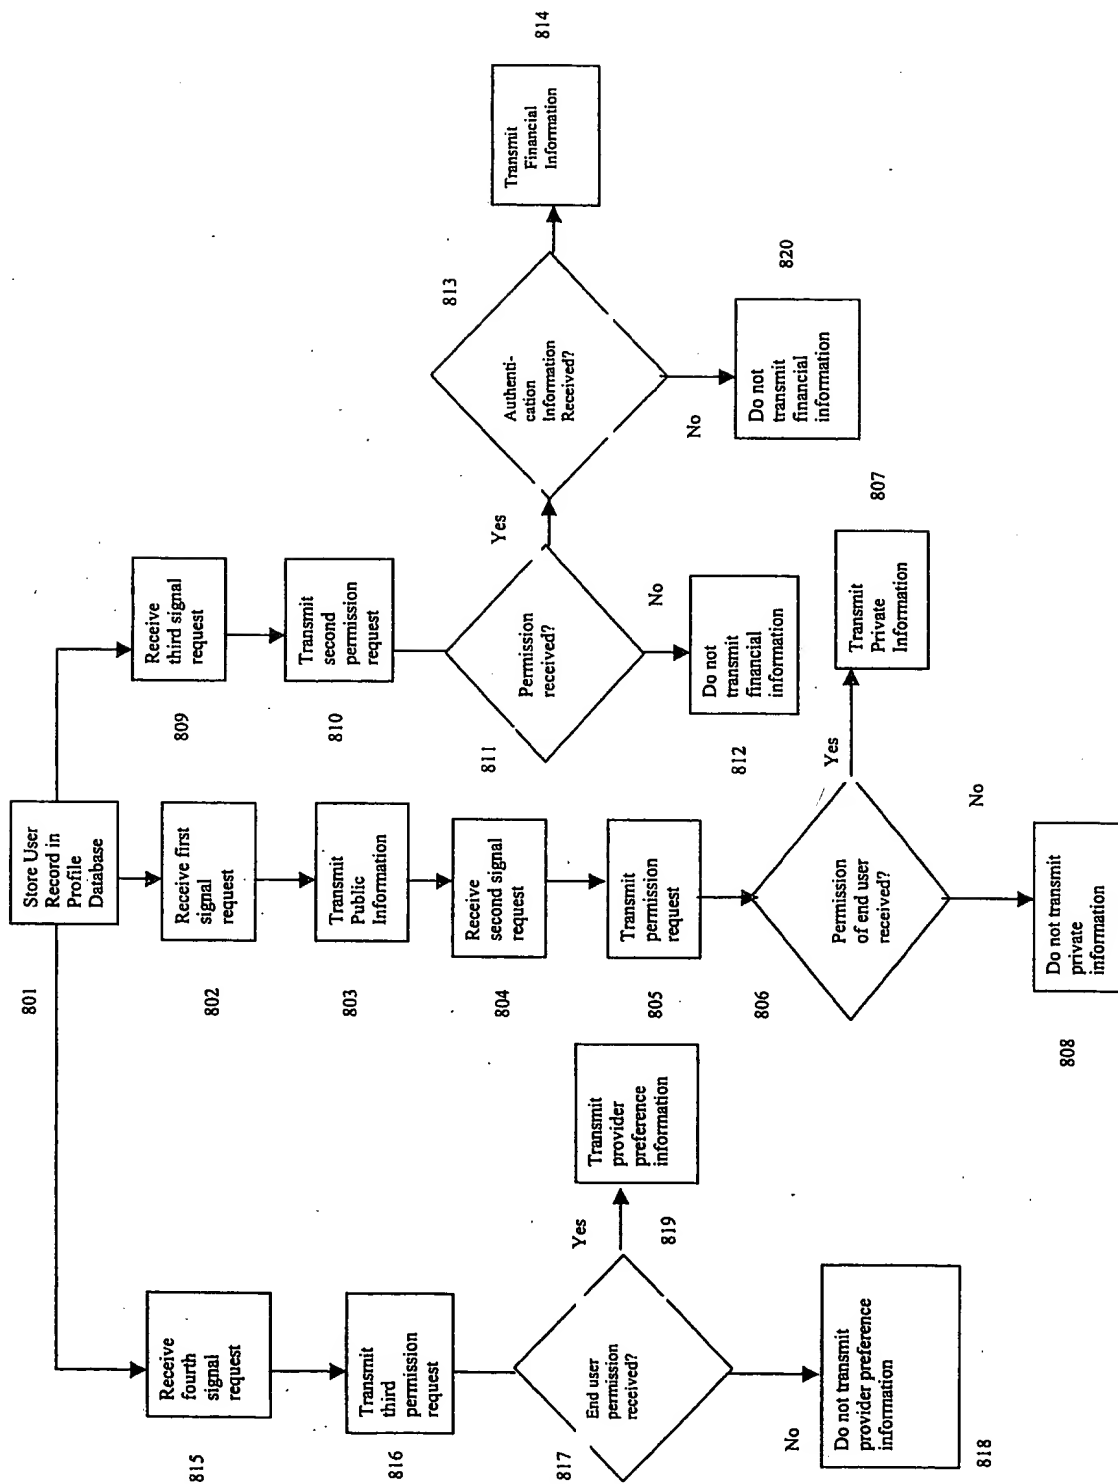 801
Store User
Record in
Profile
Database
815
Receive
fourth
signal
request
816
Transmit
third
permission
request
817
End user
permission
received?
Yes
819
Transmit
provider
preference
information
No
818
Do not transmit
provider preference
information
802
Receive first
signal
request
803
Transmit
Public
Information
804
Receive
second signal
request
805
Transmit
permission
request
806
Permission
of end user
received?
Yes
807
Transmit
Private
Information
No
808
Do not transmit
private
information
809
Receive
third signal
request
810
Transmit
second
permission
request
811
Permission
received?
No
812
Do not
transmit
financial
information
Yes
813
Authenti-
cation
Information
Received?
No
820
Do not
transmit
financial
information
814
Transmit
Financial
Information